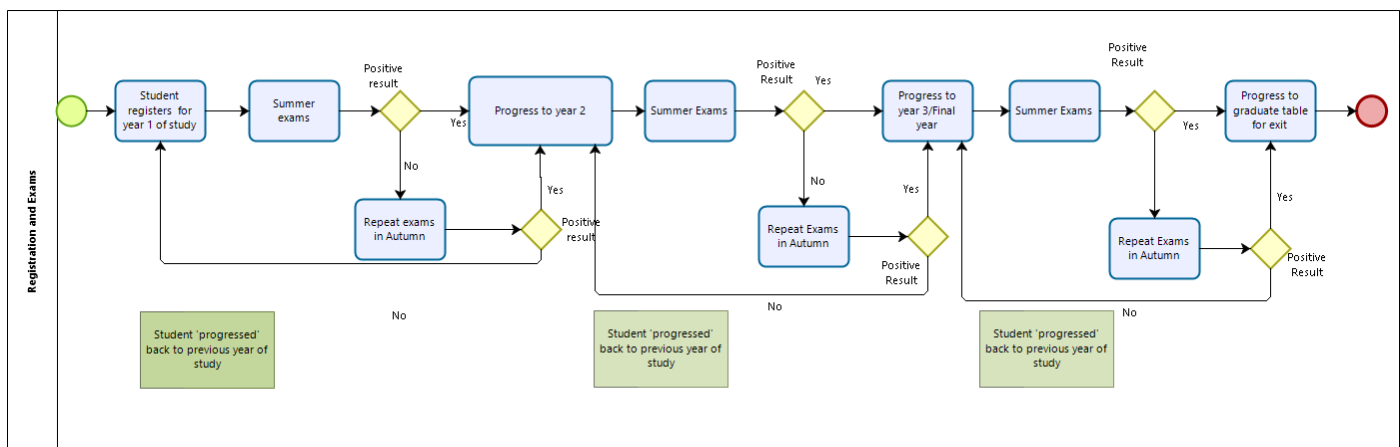 Registration and Exams
Student
registers for
year 1 of study
Summer
exams
Positive
result
Yes
No
Repeat exams
in Autumn
Positive
result
Yes
No
Progress to year 2
Summer Exams
Positive
Result
Yes
No
Repeat Exams
in Autumn
Positive
Result
Yes
No
Progress to
year 3/Final
year
Summer Exams
Positive
Result
Yes
Repeat Exams
in Autumn
Positive
Result
Yes
No
Progress to
graduate table
for exit
Student 'progressed'
back to previous year of
study
Student 'progressed'
back to previous year of
study
Student 'progressed'
back to previous year of
study